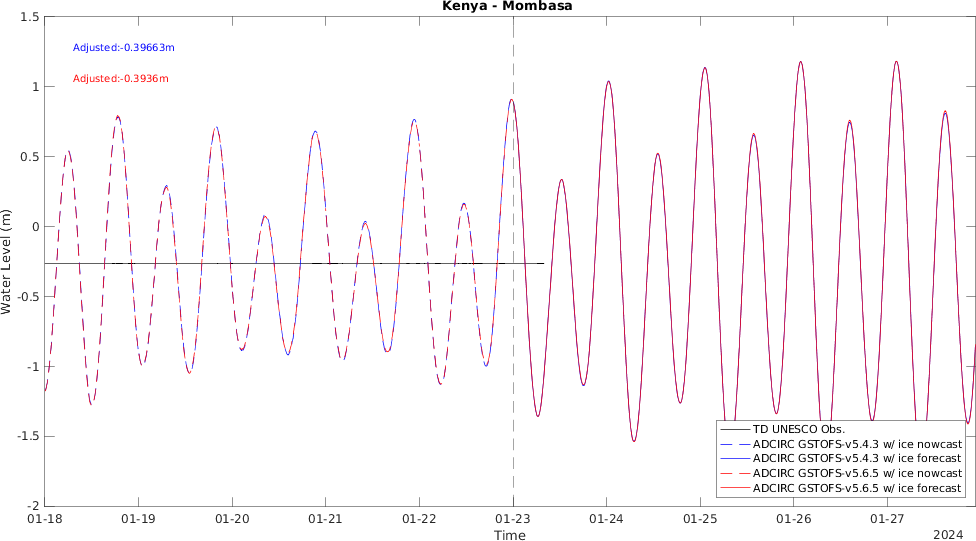 Kenya - Mombasa
1.5
Adjusted:-0.39663m
Adjusted:-0.3936m
1
0.5
0
-0.5
-1
-1.5
-2
Water Level (m)
TD UNESCO Obs.
ADCIRC GSTOFS-v5.4.3 w/ ice nowcast
ADCIRC GSTOFS-v5.4.3 w/ ice forecast
ADCIRC GSTOFS-v5.6.5 w/ ice nowcast
ADCIRC GSTOFS-v5.6.5 w/ ice forecast
01-18 01-19 01-20 01-21 01-22 01-23 01-24 01-25 01-26 01-27
Time
2024